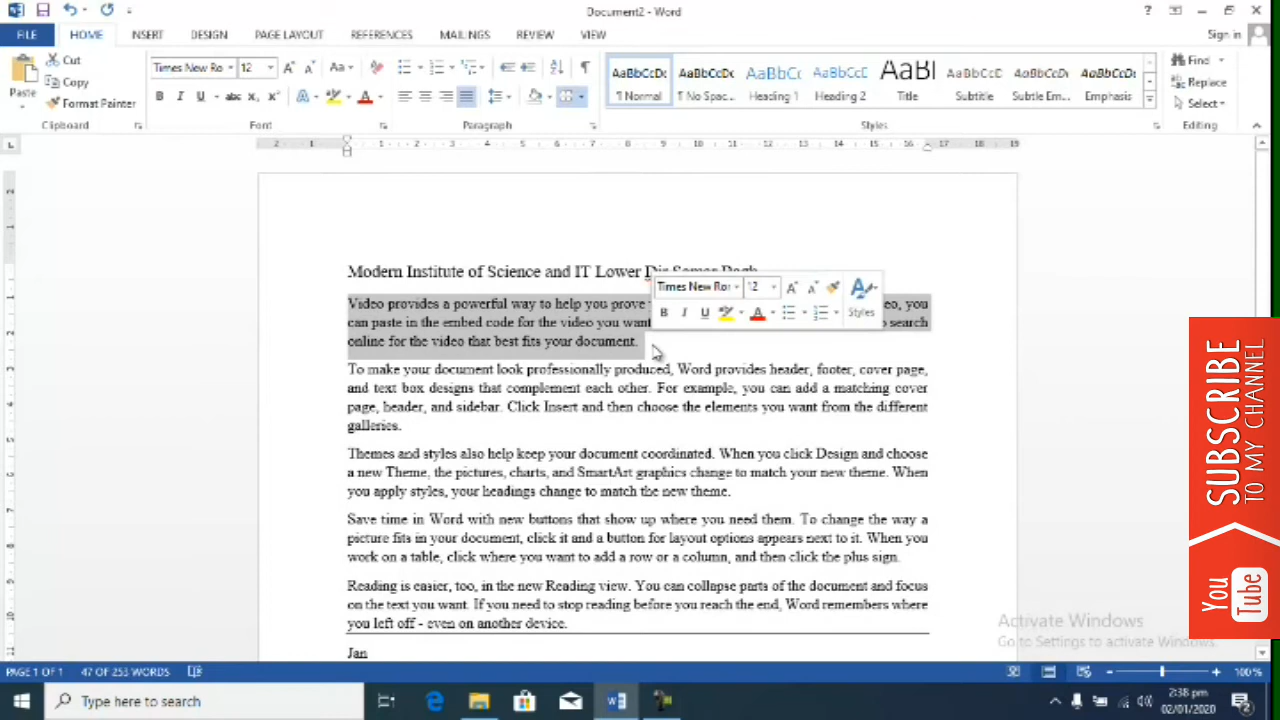 Document2 - Word
Sign in
FILE HOME INSERT DESIGN PAGE LAYOUT REFERENCES MAILINGS REVIEW VIEW
Paste
Cut
Copy
Format Painter
Times New Ro 12
AaBbCcDc AaBbCcDc AaBbCc AaBbCcE AaBl AaBbCcD AaBbCcDt AaBbCcDt
¶ Normal ¶ No Spac... Heading 1 Heading 2 Title Subtitle Subtle Em... Emphasis
Find
Replace
Select
Clipboard Font Paragraph Styles Editing
Modern Institute of Science and IT Lower Dir Samar Bagh
Times New Ror 12
Styles
Video provides a powerful way to help you prove eo, you
can paste in the embed code for the video you want o search
online for the video that best fits your document.
To make your document look professionally produced, Word provides header, footer, cover page,
and text box designs that complement each other. For example, you can add a matching cover
page, header, and sidebar. Click Insert and then choose the elements you want from the different
galleries.
Themes and styles also help keep your document coordinated. When you click Design and choose
a new Theme, the pictures, charts, and SmartArt graphics change to match your new theme. When
you apply styles, your headings change to match the new theme.
Save time in Word with new buttons that show up where you need them. To change the way a
picture fits in your document, click it and a button for layout options appears next to it. When you
work on a table, click where you want to add a row or a column, and then click the plus sign.
Reading is easier, too, in the new Reading view. You can collapse parts of the document and focus
on the text you want. If you need to stop reading before you reach the end, Word remembers where
you left off - even on another device.
Jan
SUBSCRIBE
TO MY CHANNEL
You
Tube
Activate Windows
Go to Settings to activate Windows.
PAGE 1 OF 1 47 OF 253 WORDS 100%
Type here to search
2:38 pm
02/01/2020
2